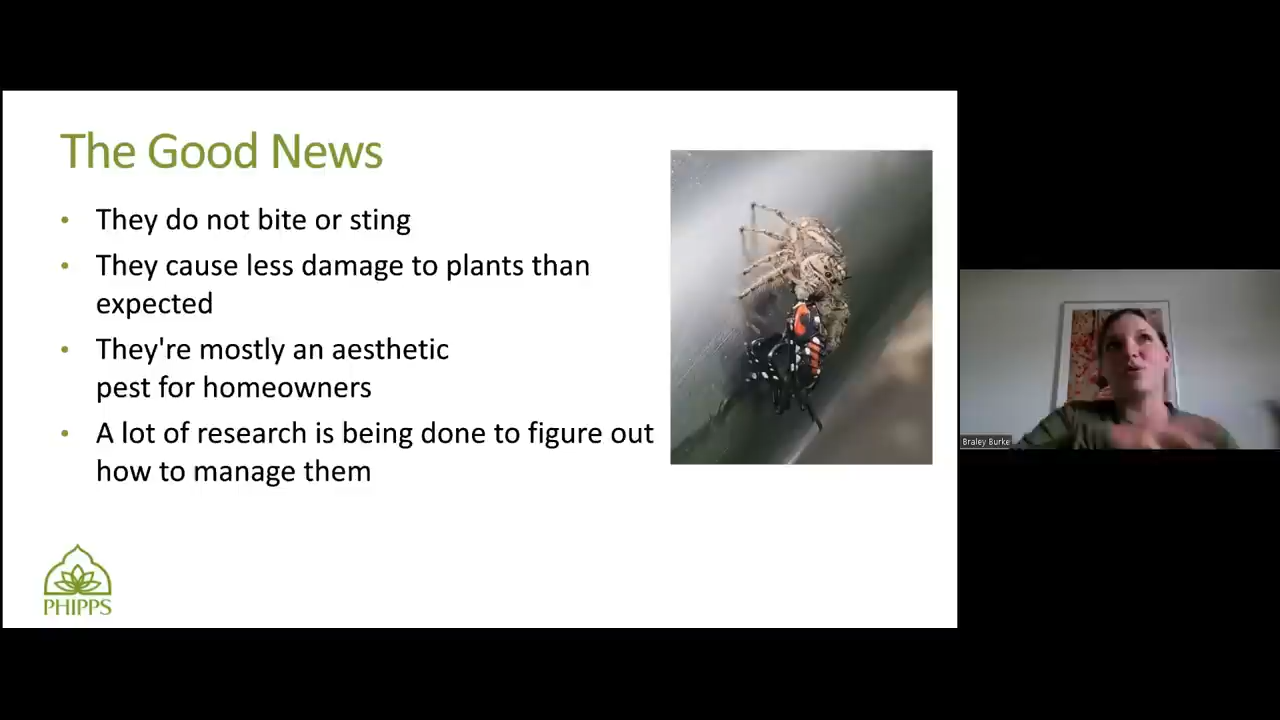 The Good News
• They do not bite or sting
• They cause less damage to plants than
expected
• They're mostly an aesthetic
pest for homeowners
• A lot of research is being done to figure out
how to manage them
PHIPPS
Braley Burke